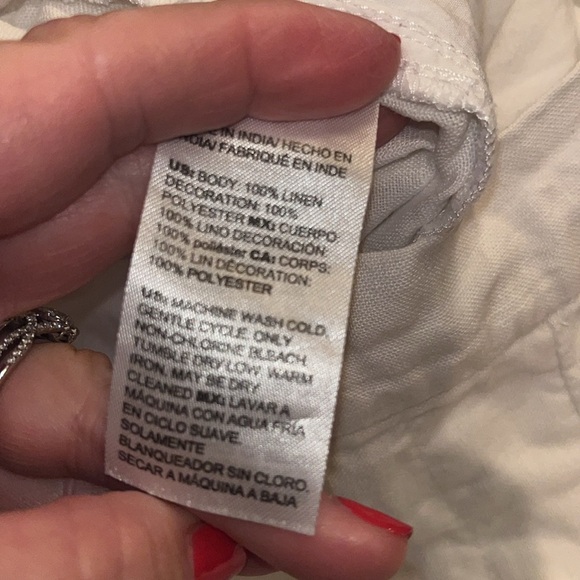 IN INDIA/ HECHO EN
INDIA/ FABRIQUÉ EN INDE
US: BODY: 100% LINEN
DECORATION: 100%
POLYESTER MX: CUERPO:
100% LINO DECORACIÓN:
100% poliéster CA: CORPS:
100% LIN DÉCORATION:
100% POLYESTER
US: MACHINE WASH COLD,
GENTLE CYCLE. ONLY
NON-CHLORINE BLEACH.
TUMBLE DRY LOW. WARM
IRON. MAY BE DRY
CLEANED MX: LAVAR A
MÁQUINA CON AGUA FRÍA
EN CICLO SUAVE.
SOLAMENTE
BLANQUEADOR SIN CLORO.
SECAR A MÁQUINA A BAJA